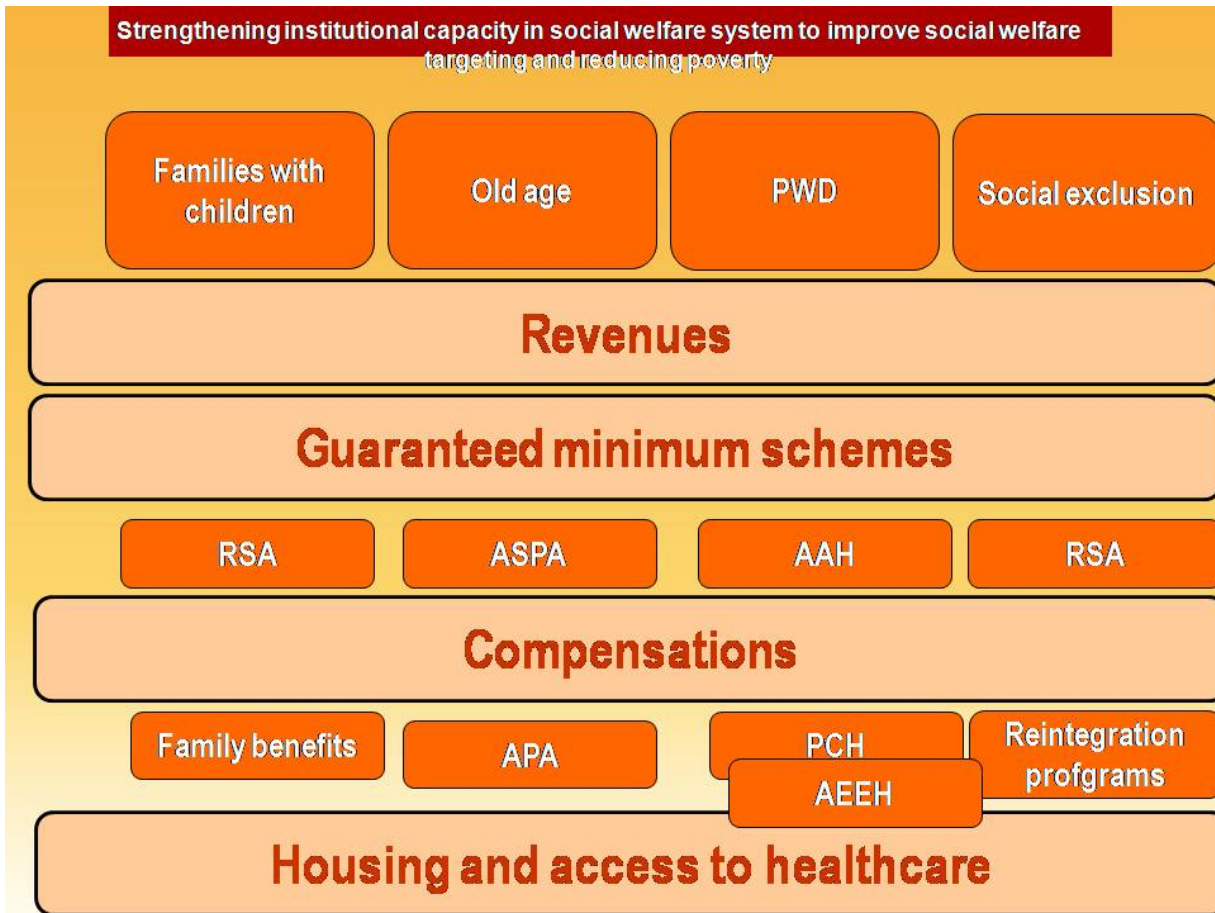 Strengthening institutional capacity in social welfare system to improve social welfare
targeting and reducing poverty
Families with
children
Old age
PWD
Social exclusion
Revenues
Guaranteed minimum schemes
RSA
ASPA
AAH
RSA
Compensations
Family benefits
APA
PCH
AEEH
Reintegration
profgrams
Housing and access to healthcare